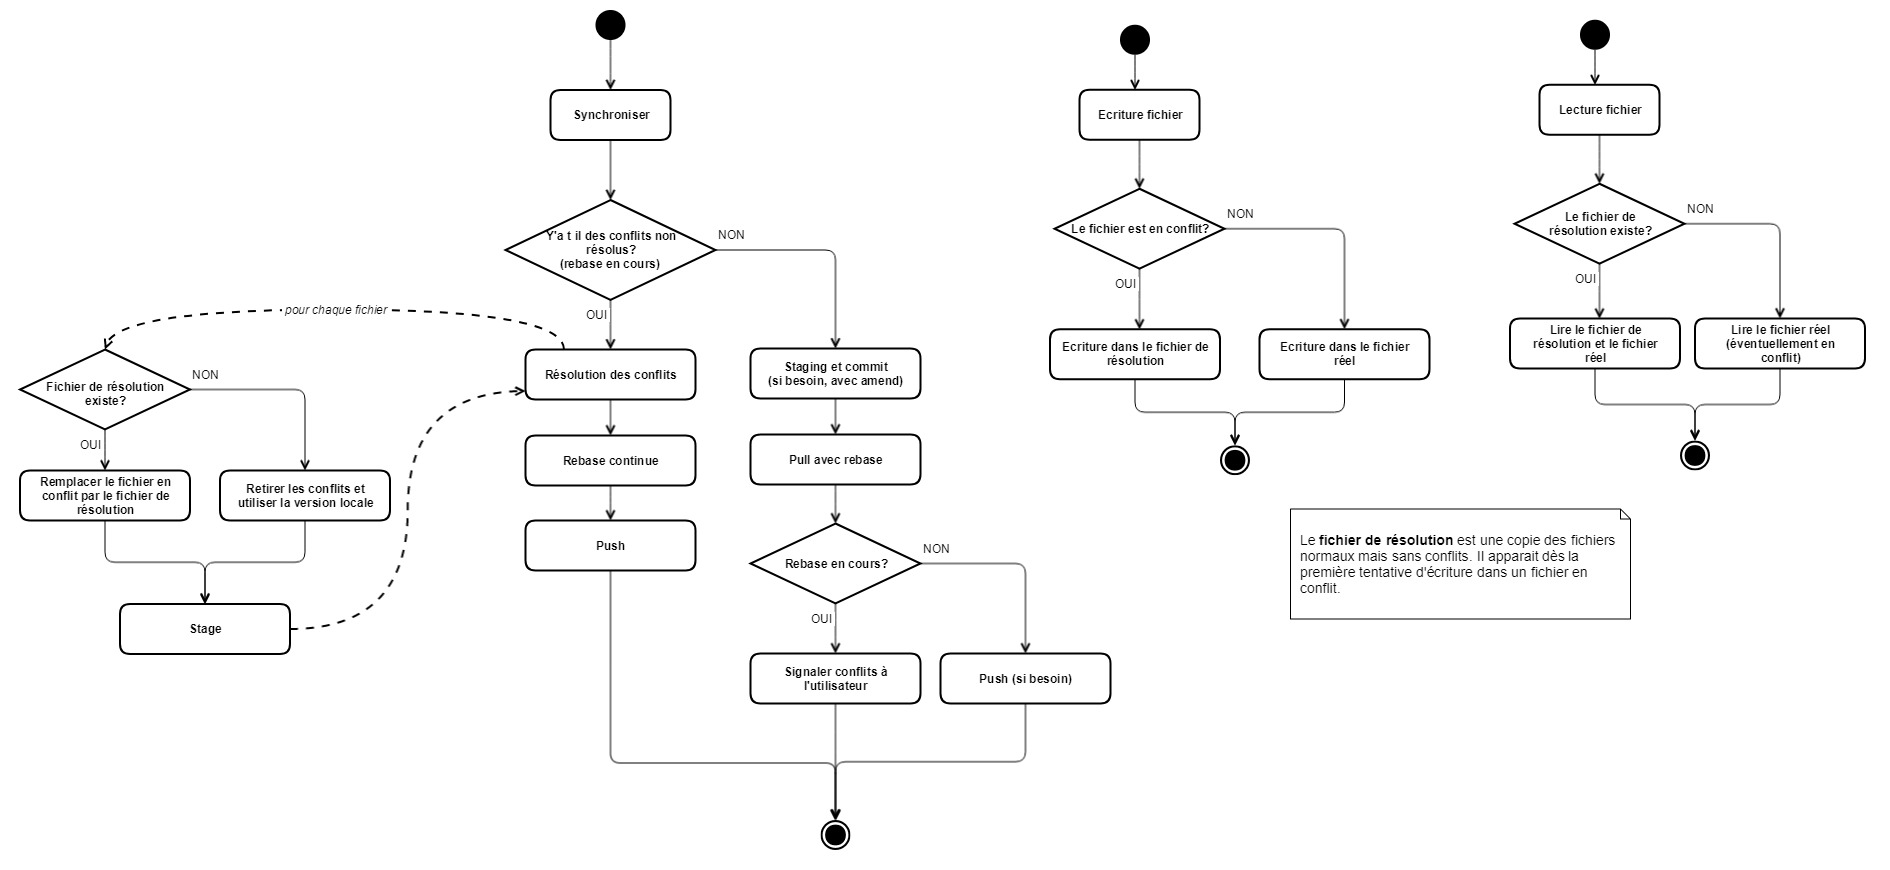 Synchroniser
Y'a t il des conflits non
résolus?
(rebase en cours)
NON
OUI
pour chaque fichier
Fichier de résolution
existe?
NON
OUI
Remplacer le fichier en
conflit par le fichier de
résolution
Retirer les conflits et
utiliser la version locale
Stage
Résolution des conflits
Rebase continue
Push
Staging et commit
(si besoin, avec amend)
Pull avec rebase
Rebase en cours?
NON
OUI
Signaler conflits à
l'utilisateur
Push (si besoin)
Ecriture fichier
Le fichier est en conflit?
NON
OUI
Ecriture dans le fichier de
résolution
Ecriture dans le fichier
réel
Lecture fichier
Le fichier de
résolution existe?
NON
OUI
Lire le fichier de
résolution et le fichier
réel
Lire le fichier réel
(éventuellement en
conflit)
Le fichier de résolution est une copie des fichiers
normaux mais sans conflits. Il apparait dès la
première tentative d'écriture dans un fichier en
conflit.